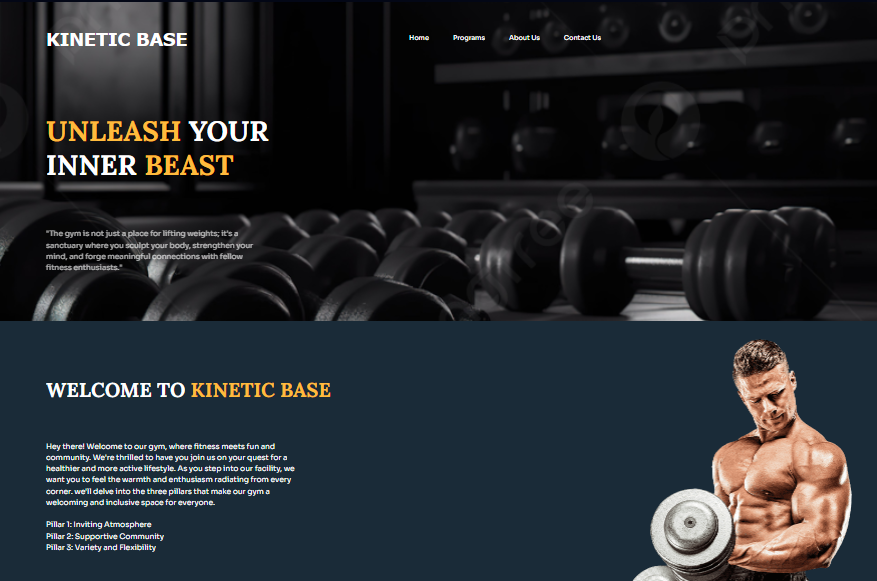 KINETIC BASE
Home Programs About Us Contact Us
UNLEASH YOUR
INNER BEAST
"The gym is not just a place for lifting weights; it's a
sanctuary where you sculpt your body, strengthen your
mind, and forge meaningful connections with fellow
fitness enthusiasts."
WELCOME TO KINETIC BASE
Hey there! Welcome to our gym, where fitness meets fun and
community. We're thrilled to have you join us on your quest for a
healthier and more active lifestyle. As you step into our facility, we
want you to feel the warmth and enthusiasm radiating from every
corner. we'll delve into the three pillars that make our gym a
welcoming and inclusive space for everyone.
Pillar 1: Inviting Atmosphere
Pillar 2: Supportive Community
Pillar 3: Variety and Flexibility